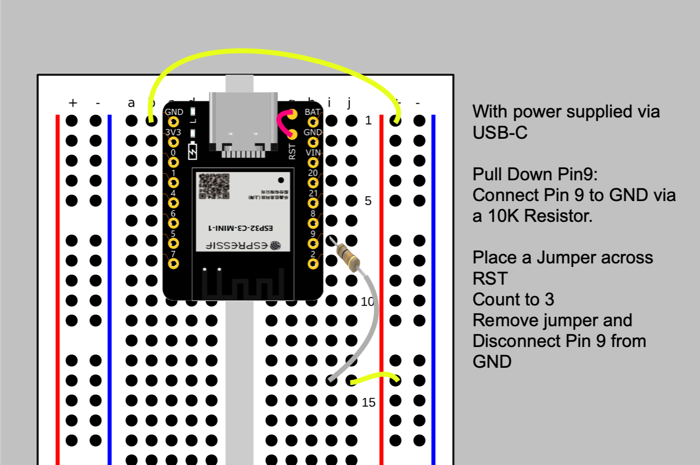 + - a b c d g h i j + -
GND BAT
3V3 GND
0 VIN
1 20
4 21
6 8
5 9
7 2
L
RST
1
5
10
15
ESP32-C3-MINI-1
ESPRESSIF
With power supplied via
USB-C
Pull Down Pin9:
Connect Pin 9 to GND via
a 10K Resistor.
Place a Jumper across
RST
Count to 3
Remove jumper and
Disconnect Pin 9 from
GND